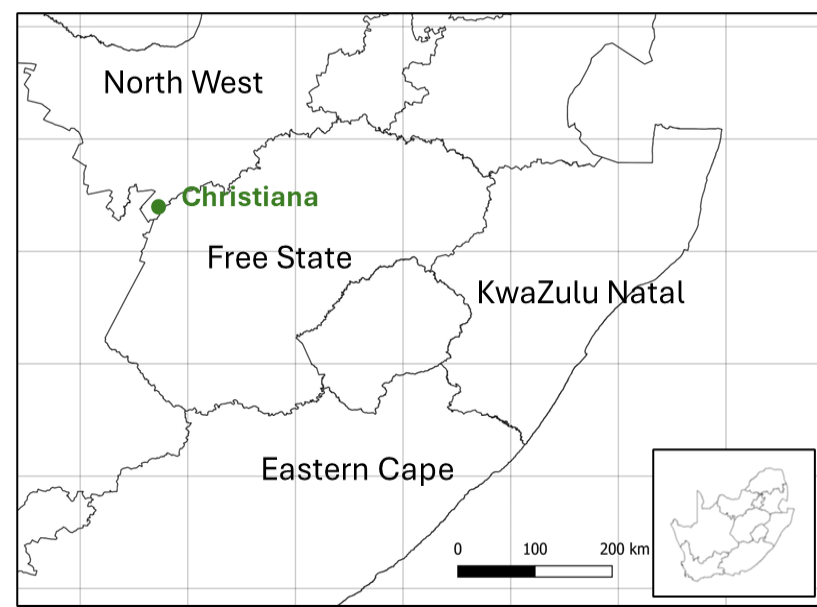 North West
Christiana
Free State
KwaZulu Natal
Eastern Cape
0 100 200 km